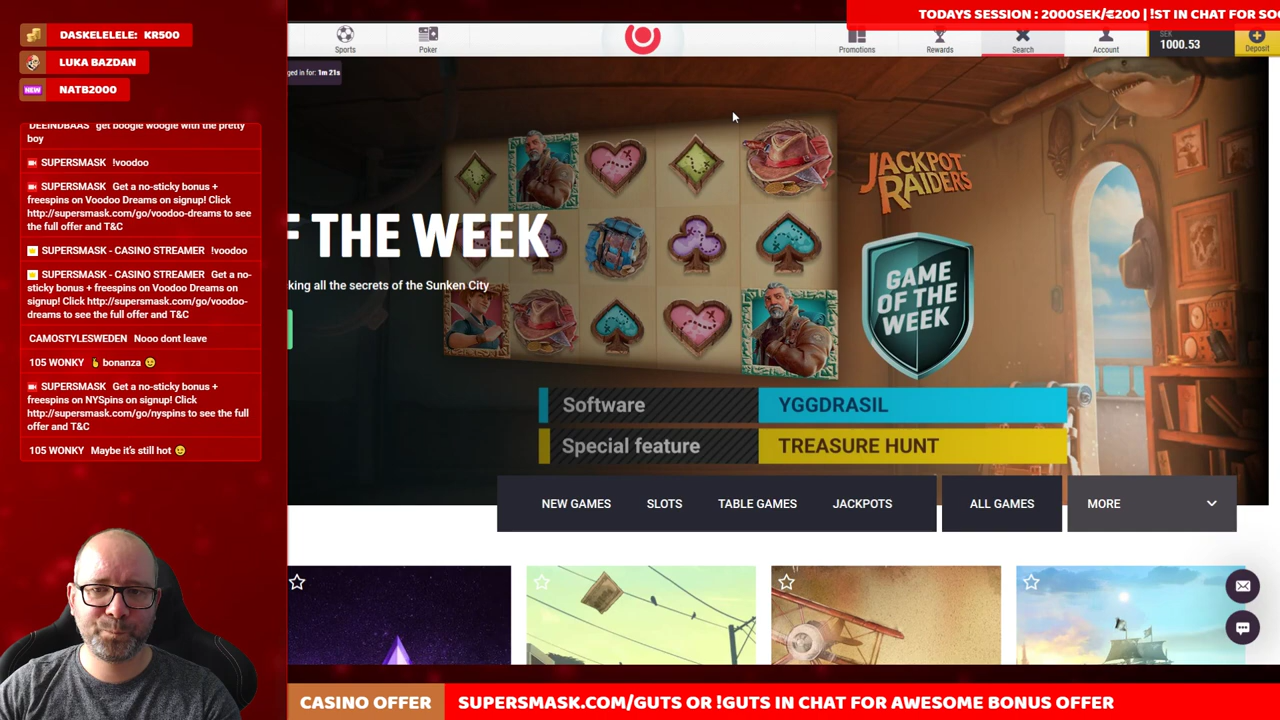 TODAYS SESSION : 2000SEK/€200 | !ST IN CHAT FOR SO
DASKELELELE: KR500
LUKA BAZDAN
NEW NATB2000
DEEINDBAAS get boogie woogie with the pretty
boy
SUPERSMASK !voodoo
SUPERSMASK Get a no-sticky bonus +
freespins on Voodoo Dreams on signup! Click
http://supersmask.com/go/voodoo-dreams to see
the full offer and T&C
SUPERSMASK - CASINO STREAMER !voodoo
SUPERSMASK - CASINO STREAMER Get a no-
sticky bonus + freespins on Voodoo Dreams on
signup! Click http://supersmask.com/go/voodoo-
dreams to see the full offer and T&C
CAMOSTYLESWEDEN Nooo dont leave
105 WONKY 👆 bonanza 😉
SUPERSMASK Get a no-sticky bonus +
freespins on NYSpins on signup! Click
http://supersmask.com/go/nyspins to see the full
offer and T&C
105 WONKY Maybe it's still hot 😉
Sports
Poker
Promotions
Rewards
Search
Account
SEK
1000.53
Deposit
ged in for: 1m 21s
F THE WEEK
king all the secrets of the Sunken City
JACKPOT
RAIDERS
GAME
OF THE
WEEK
Software YGGDRASIL
Special feature TREASURE HUNT
NEW GAMES SLOTS TABLE GAMES JACKPOTS ALL GAMES MORE
CASINO OFFER SUPERSMASK.COM/GUTS OR !GUTS IN CHAT FOR AWESOME BONUS OFFER